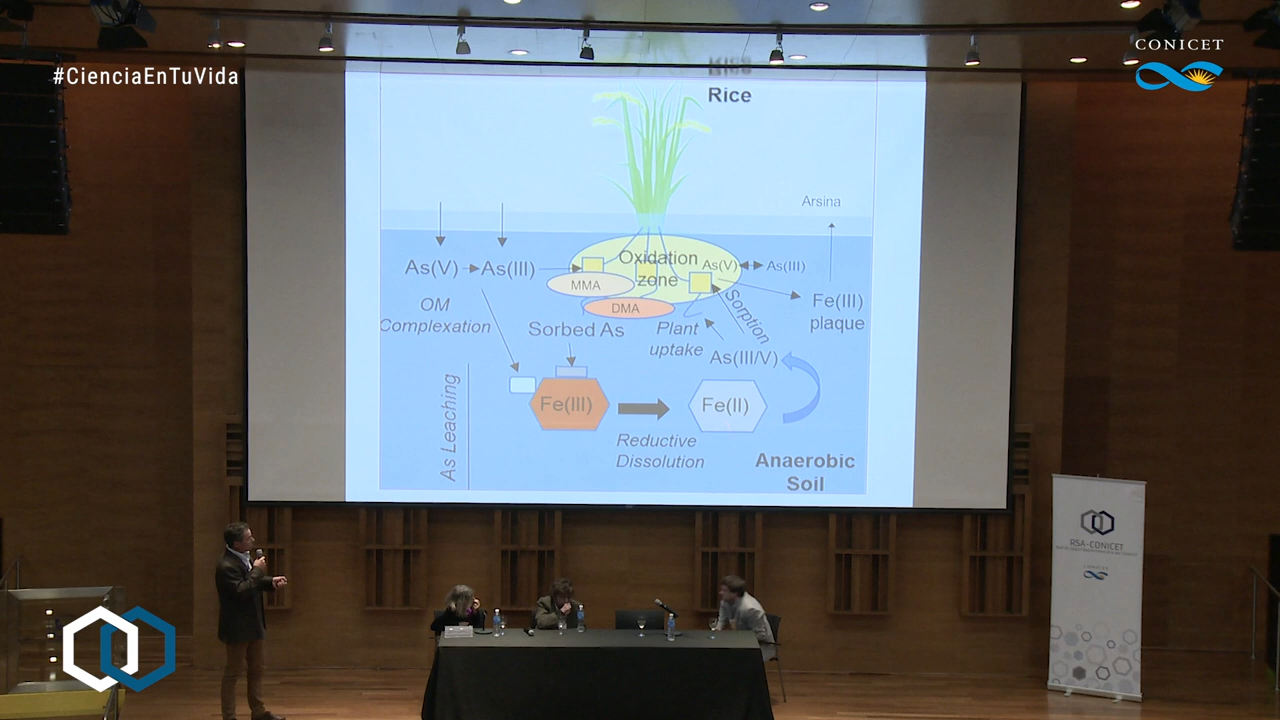 #CienciaEnTuVida
CONICET
Rice
Rice
Arsina
As(V)
As(III)
Oxidation
zone
As(V)
As(III)
MMA
DMA
OM
Complexation
Sorbed As
Plant
uptake
Sorption
Fe(III)
plaque
As(III/V)
As Leaching
Fe(III)
Fe(II)
Reductive
Dissolution
Anaerobic
Soil
RSA-CONICET
CONICET